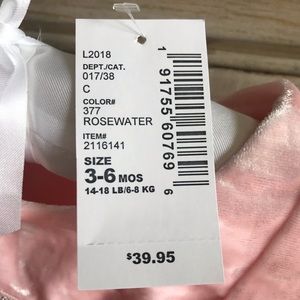 L2018
DEPT./CAT.
017/38
C
COLOR#
377
ROSEWATER
ITEM#
2116141
SIZE
3-6 MOS
14-18 LB/6-8 KG
$39.95
1 91755 60769 6